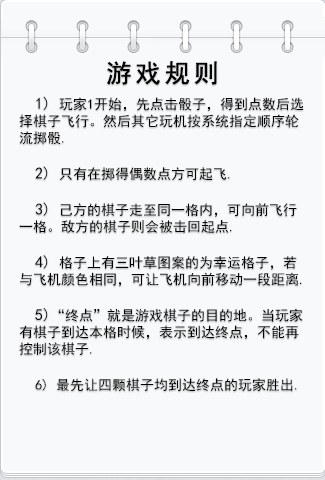 游戏规则
1) 玩家1开始，先点击骰子，得到点数后选
择棋子飞行。然后其它玩机按系统指定顺序轮
流掷骰.
2) 只有在掷得偶数点方可起飞.
3) 己方的棋子走至同一格内，可向前飞行
一格。敌方的棋子则会被击回起点.
4) 格子上有三叶草图案的为幸运格子，若
与飞机颜色相同，可让飞机向前移动一段距离.
5) “终点”就是游戏棋子的目的地。当玩家
有棋子到达本格时候，表示到达终点，不能再
控制该棋子.
6) 最先让四颗棋子均到达终点的玩家胜出.